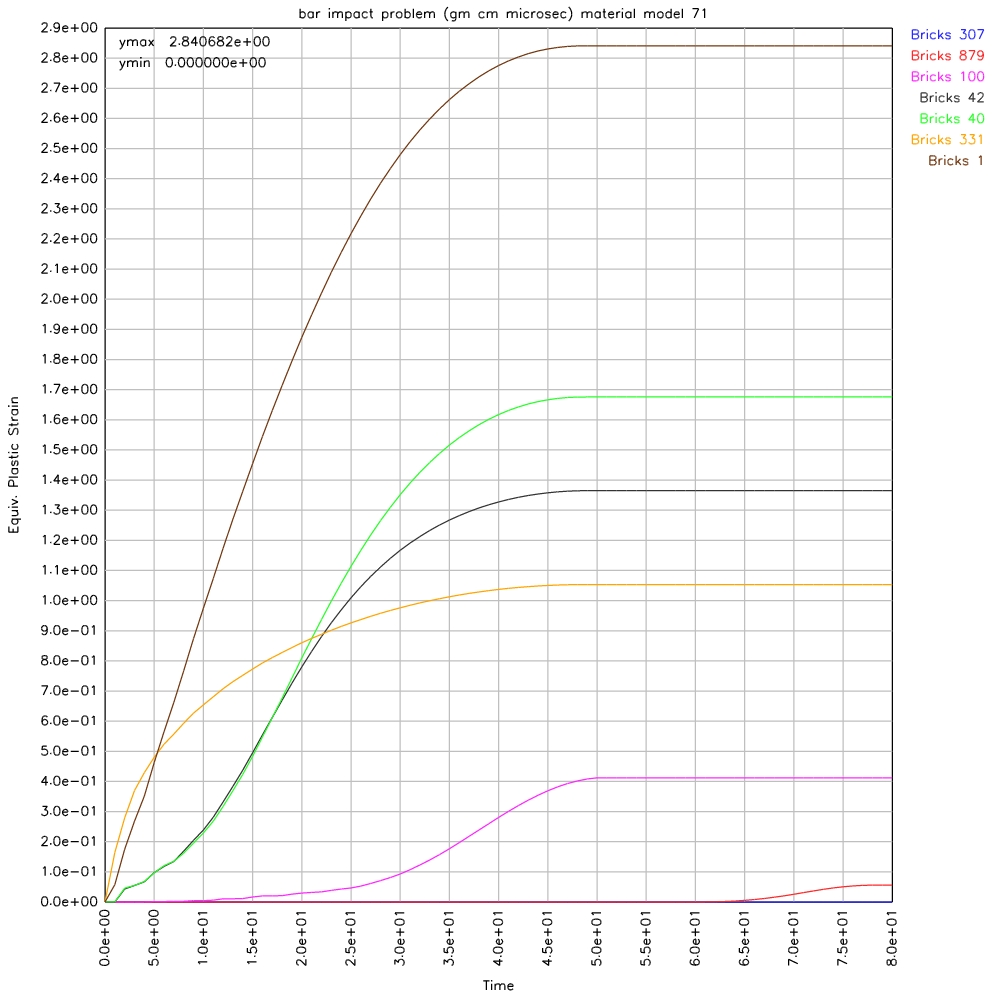 bar impact problem (gm cm microsec) material model 71
ymax 2.840682e+00
ymin 0.000000e+00
Bricks 307
Bricks 879
Bricks 100
Bricks 42
Bricks 40
Bricks 331
Bricks 1
Equiv. Plastic Strain
2.9e+00
2.8e+00
2.7e+00
2.6e+00
2.5e+00
2.4e+00
2.3e+00
2.2e+00
2.1e+00
2.0e+00
1.9e+00
1.8e+00
1.7e+00
1.6e+00
1.5e+00
1.4e+00
1.3e+00
1.2e+00
1.1e+00
1.0e+00
9.0e-01
8.0e-01
7.0e-01
6.0e-01
5.0e-01
4.0e-01
3.0e-01
2.0e-01
1.0e-01
0.0e+00
0.0e+00
5.0e+00
1.0e+01
1.5e+01
2.0e+01
2.5e+01
3.0e+01
3.5e+01
4.0e+01
4.5e+01
5.0e+01
5.5e+01
6.0e+01
6.5e+01
7.0e+01
7.5e+01
8.0e+01
Time